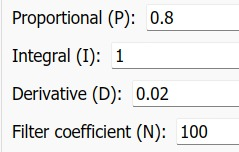 Proportional (P): 0.8
Integral (I): 1
Derivative (D): 0.02
Filter coefficient (N): 100